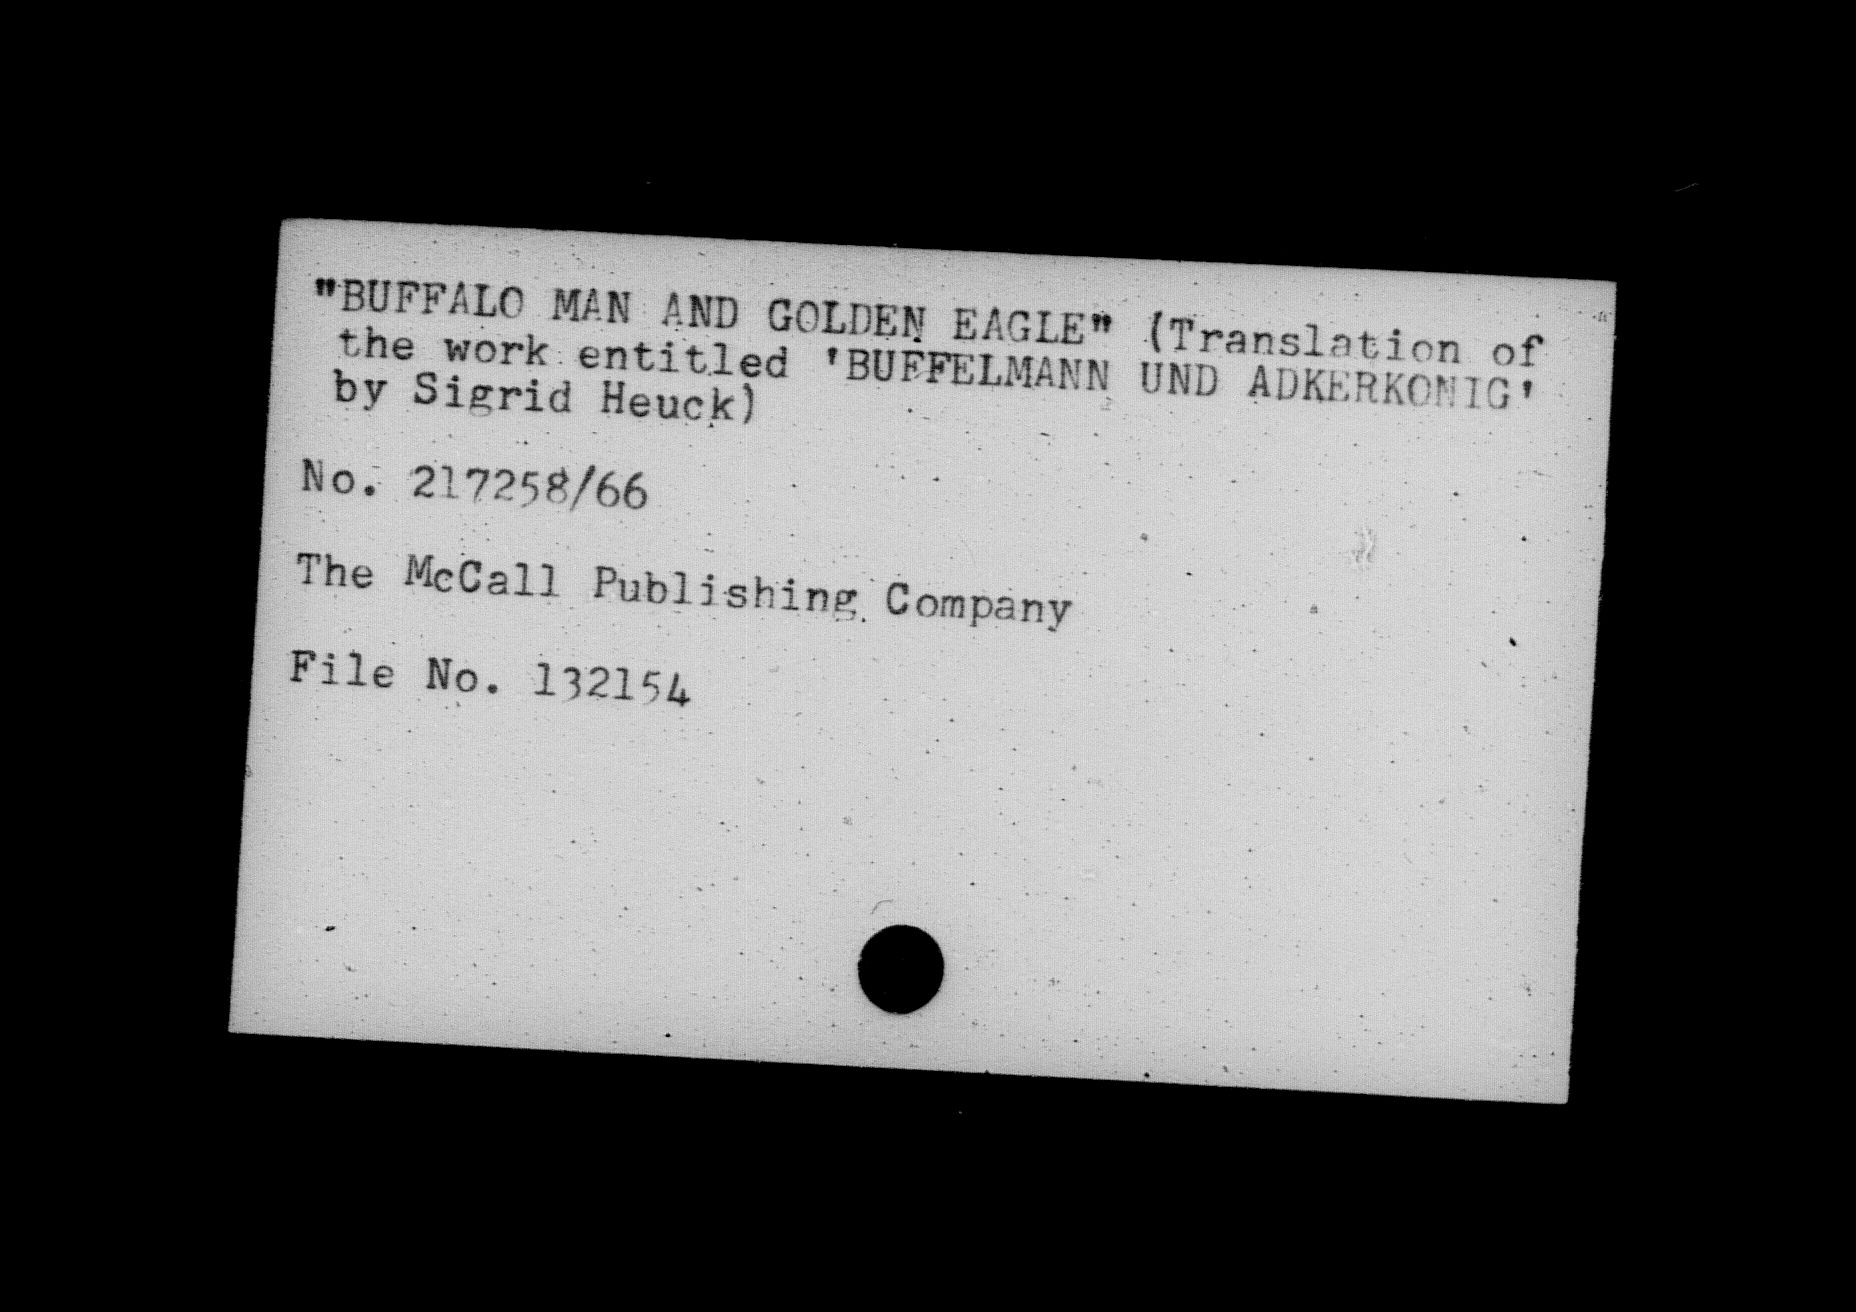 "BUFFALO MAN AND GOLDEN EAGLE" (Translation of
the work entitled 'BUFFELMANN UND ADKERKONIG'
by Sigrid Heuck)
No. 217258/66
The McCall Publishing Company
File No. 132154